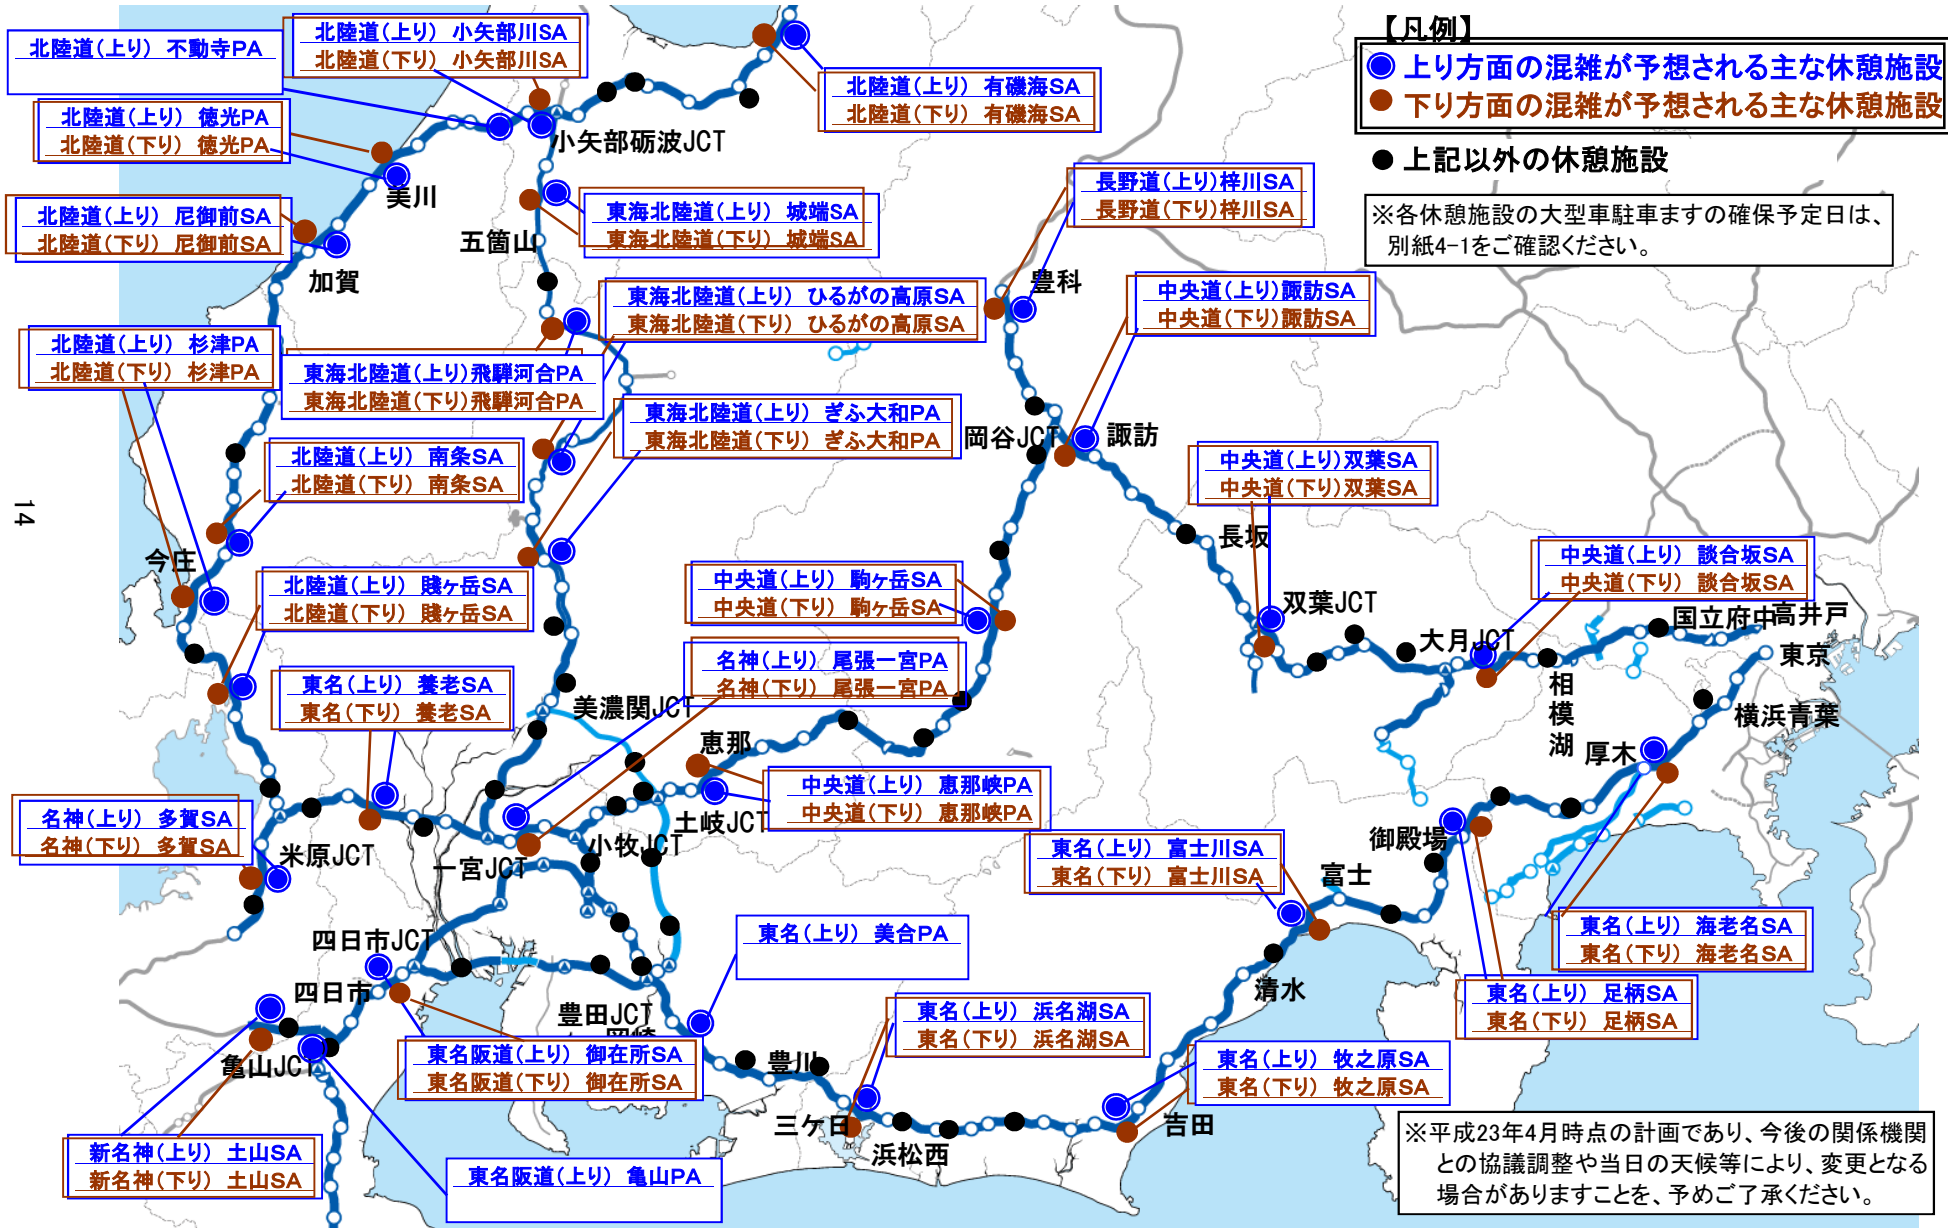 【凡例】
上り方面の混雑が予想される主な休憩施設
下り方面の混雑が予想される主な休憩施設
上記以外の休憩施設
※各休憩施設の大型車駐車ますの確保予定日は、
別紙4-1をご確認ください。
北陸道(上り) 不動寺PA
北陸道(上り) 小矢部川SA
北陸道(下り) 小矢部川SA
北陸道(上り) 有磯海SA
北陸道(下り) 有磯海SA
北陸道(上り) 徳光PA
北陸道(下り) 徳光PA
小矢部砺波JCT
美川
北陸道(上り) 尼御前SA
北陸道(下り) 尼御前SA
加賀
東海北陸道(上り) 城端SA
東海北陸道(下り) 城端SA
五箇山
長野道(上り)梓川SA
長野道(下り)梓川SA
豊科
東海北陸道(上り) ひるがの高原SA
東海北陸道(下り) ひるがの高原SA
中央道(上り)諏訪SA
中央道(下り)諏訪SA
北陸道(上り) 杉津PA
北陸道(下り) 杉津PA
東海北陸道(上り)飛騨河合PA
東海北陸道(下り)飛騨河合PA
東海北陸道(上り) ぎふ大和PA
東海北陸道(下り) ぎふ大和PA
岡谷JCT
諏訪
北陸道(上り) 南条SA
北陸道(下り) 南条SA
中央道(上り)双葉SA
中央道(下り)双葉SA
14
今庄
長坂
北陸道(上り) 賤ヶ岳SA
北陸道(下り) 賤ヶ岳SA
中央道(上り) 駒ヶ岳SA
中央道(下り) 駒ヶ岳SA
中央道(上り) 談合坂SA
中央道(下り) 談合坂SA
双葉JCT
大月JCT
国立府中
高井戸
東京
名神(上り) 尾張一宮PA
名神(下り) 尾張一宮PA
東名(上り) 養老SA
東名(下り) 養老SA
美濃関JCT
相模湖
横浜青葉
恵那
厚木
中央道(上り) 恵那峡PA
中央道(下り) 恵那峡PA
名神(上り) 多賀SA
名神(下り) 多賀SA
米原JCT
一宮JCT
小牧JCT
土岐JCT
御殿場
東名(上り) 富士川SA
東名(下り) 富士川SA
富士
東名(上り) 海老名SA
東名(下り) 海老名SA
四日市JCT
東名(上り) 美合PA
四日市
清水
東名(上り) 足柄SA
東名(下り) 足柄SA
豊田JCT
岡崎
東名(上り) 浜名湖SA
東名(下り) 浜名湖SA
亀山JCT
東名阪道(上り) 御在所SA
東名阪道(下り) 御在所SA
豊川
東名(上り) 牧之原SA
東名(下り) 牧之原SA
三ケ日
吉田
浜松西
新名神(上り) 土山SA
新名神(下り) 土山SA
東名阪道(上り) 亀山PA
※平成23年4月時点の計画であり、今後の関係機関
との協議調整や当日の天候等により、変更となる
場合がありますことを、予めご了承ください。